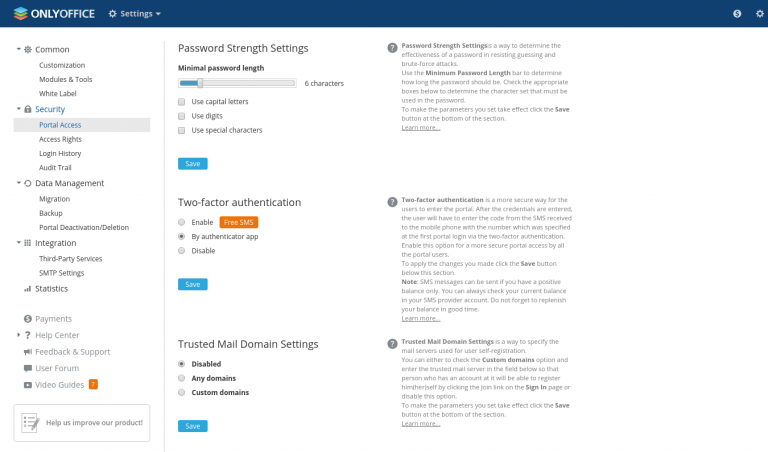 ONLYOFFICE
Settings
Common
Customization
Modules & Tools
White Label
Security
Portal Access
Access Rights
Login History
Audit Trail
Data Management
Migration
Backup
Portal Deactivation/Deletion
Integration
Third-Party Services
SMTP Settings
Statistics
Payments
Help Center
Feedback & Support
User Forum
Video Guides 7
Help us improve our product!
Password Strength Settings
Minimal password length
6 characters
Use capital letters
Use digits
Use special characters
Save
Password Strength Settingsis a way to determine the
effectiveness of a password in resisting guessing and
brute-force attacks.
Use the Minimum Password Length bar to determine
how long the password should be. Check the appropriate
boxes below to determine the character set that must be
used in the password.
To make the parameters you set take effect click the Save
button at the bottom of the section.
Learn more...
Two-factor authentication
Enable Free SMS
By authenticator app
Disable
Save
Two-factor authentication is a more secure way for the
users to enter the portal. After the credentials are entered,
the user will have to enter the code from the SMS received
to the mobile phone with the number which was specified
at the first portal login via the two-factor authentication.
Enable this option for a more secure portal access by all
the portal users.
To apply the changes you made click the Save button
below this section.
Note: SMS messages can be sent if you have a positive
balance only. You can always check your current balance
in your SMS provider account. Do not forget to replenish
your balance in good time.
Learn more...
Trusted Mail Domain Settings
Disabled
Any domains
Custom domains
Save
Trusted Mail Domain Settings is a way to specify the
mail servers used for user self-registration.
You can either to check the Custom domains option and
enter the trusted mail server in the field below so that
person who has an account at it will be able to register
him(her)self by clicking the Join link on the Sign In page or
disable this option.
To make the parameters you set take effect click the Save
button at the bottom of the section.
Learn more...